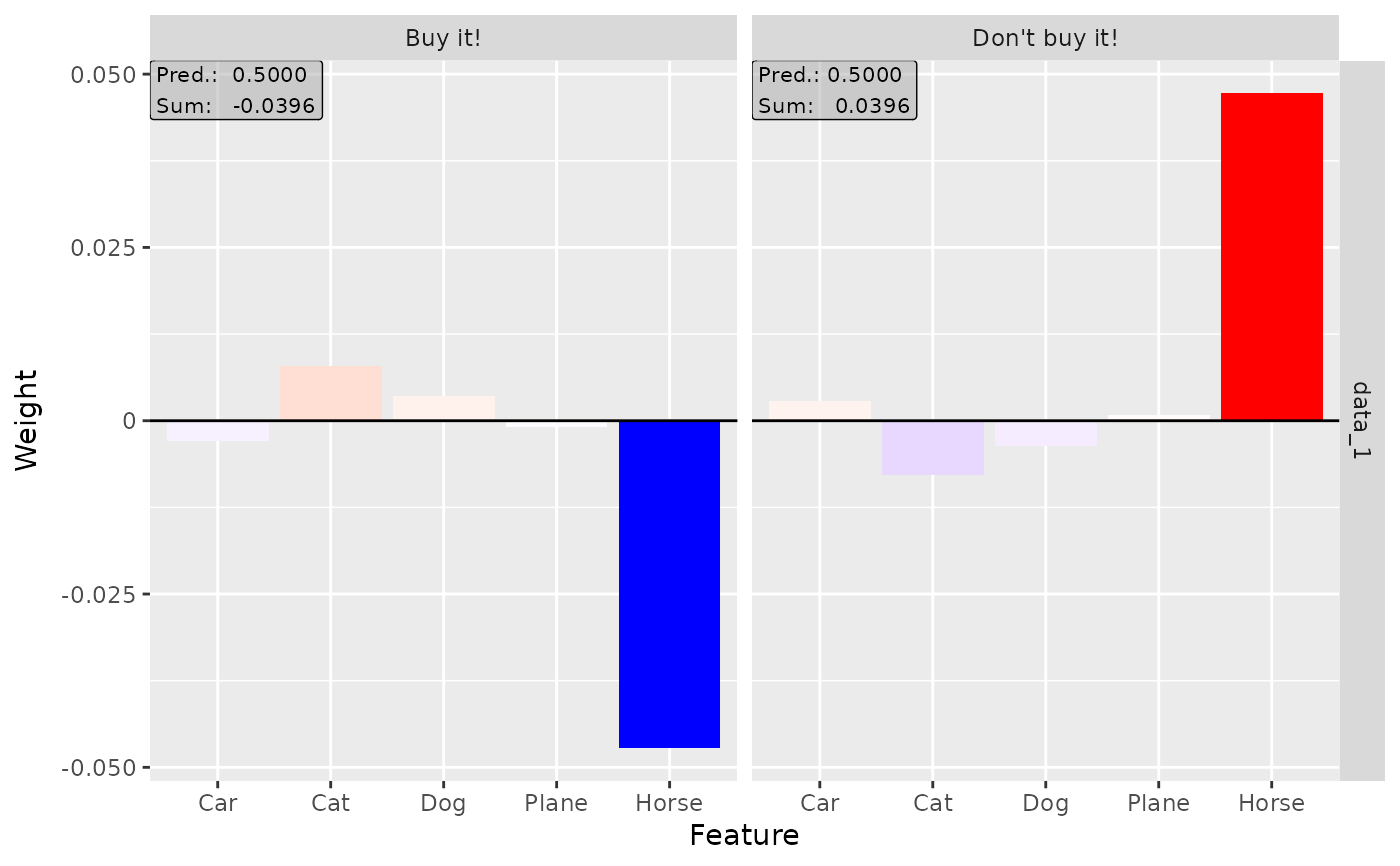 Buy it!
Don't buy it!
Pred.: 0.5000
Sum: -0.0396
Pred.: 0.5000
Sum: 0.0396
0.050
0.025
0
-0.025
-0.050
Weight
data_1
Car Cat Dog Plane Horse
Car Cat Dog Plane Horse
Feature